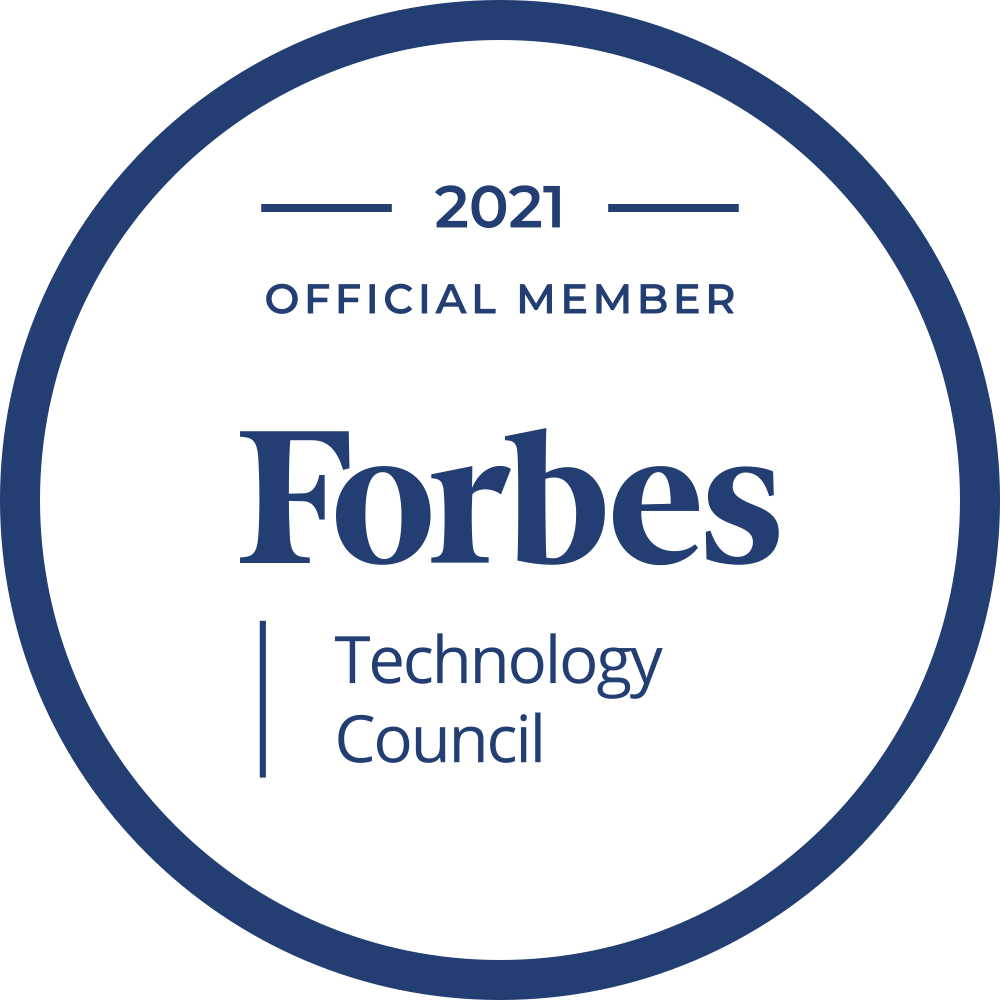 2021
OFFICIAL MEMBER
Forbes
Technology
Council